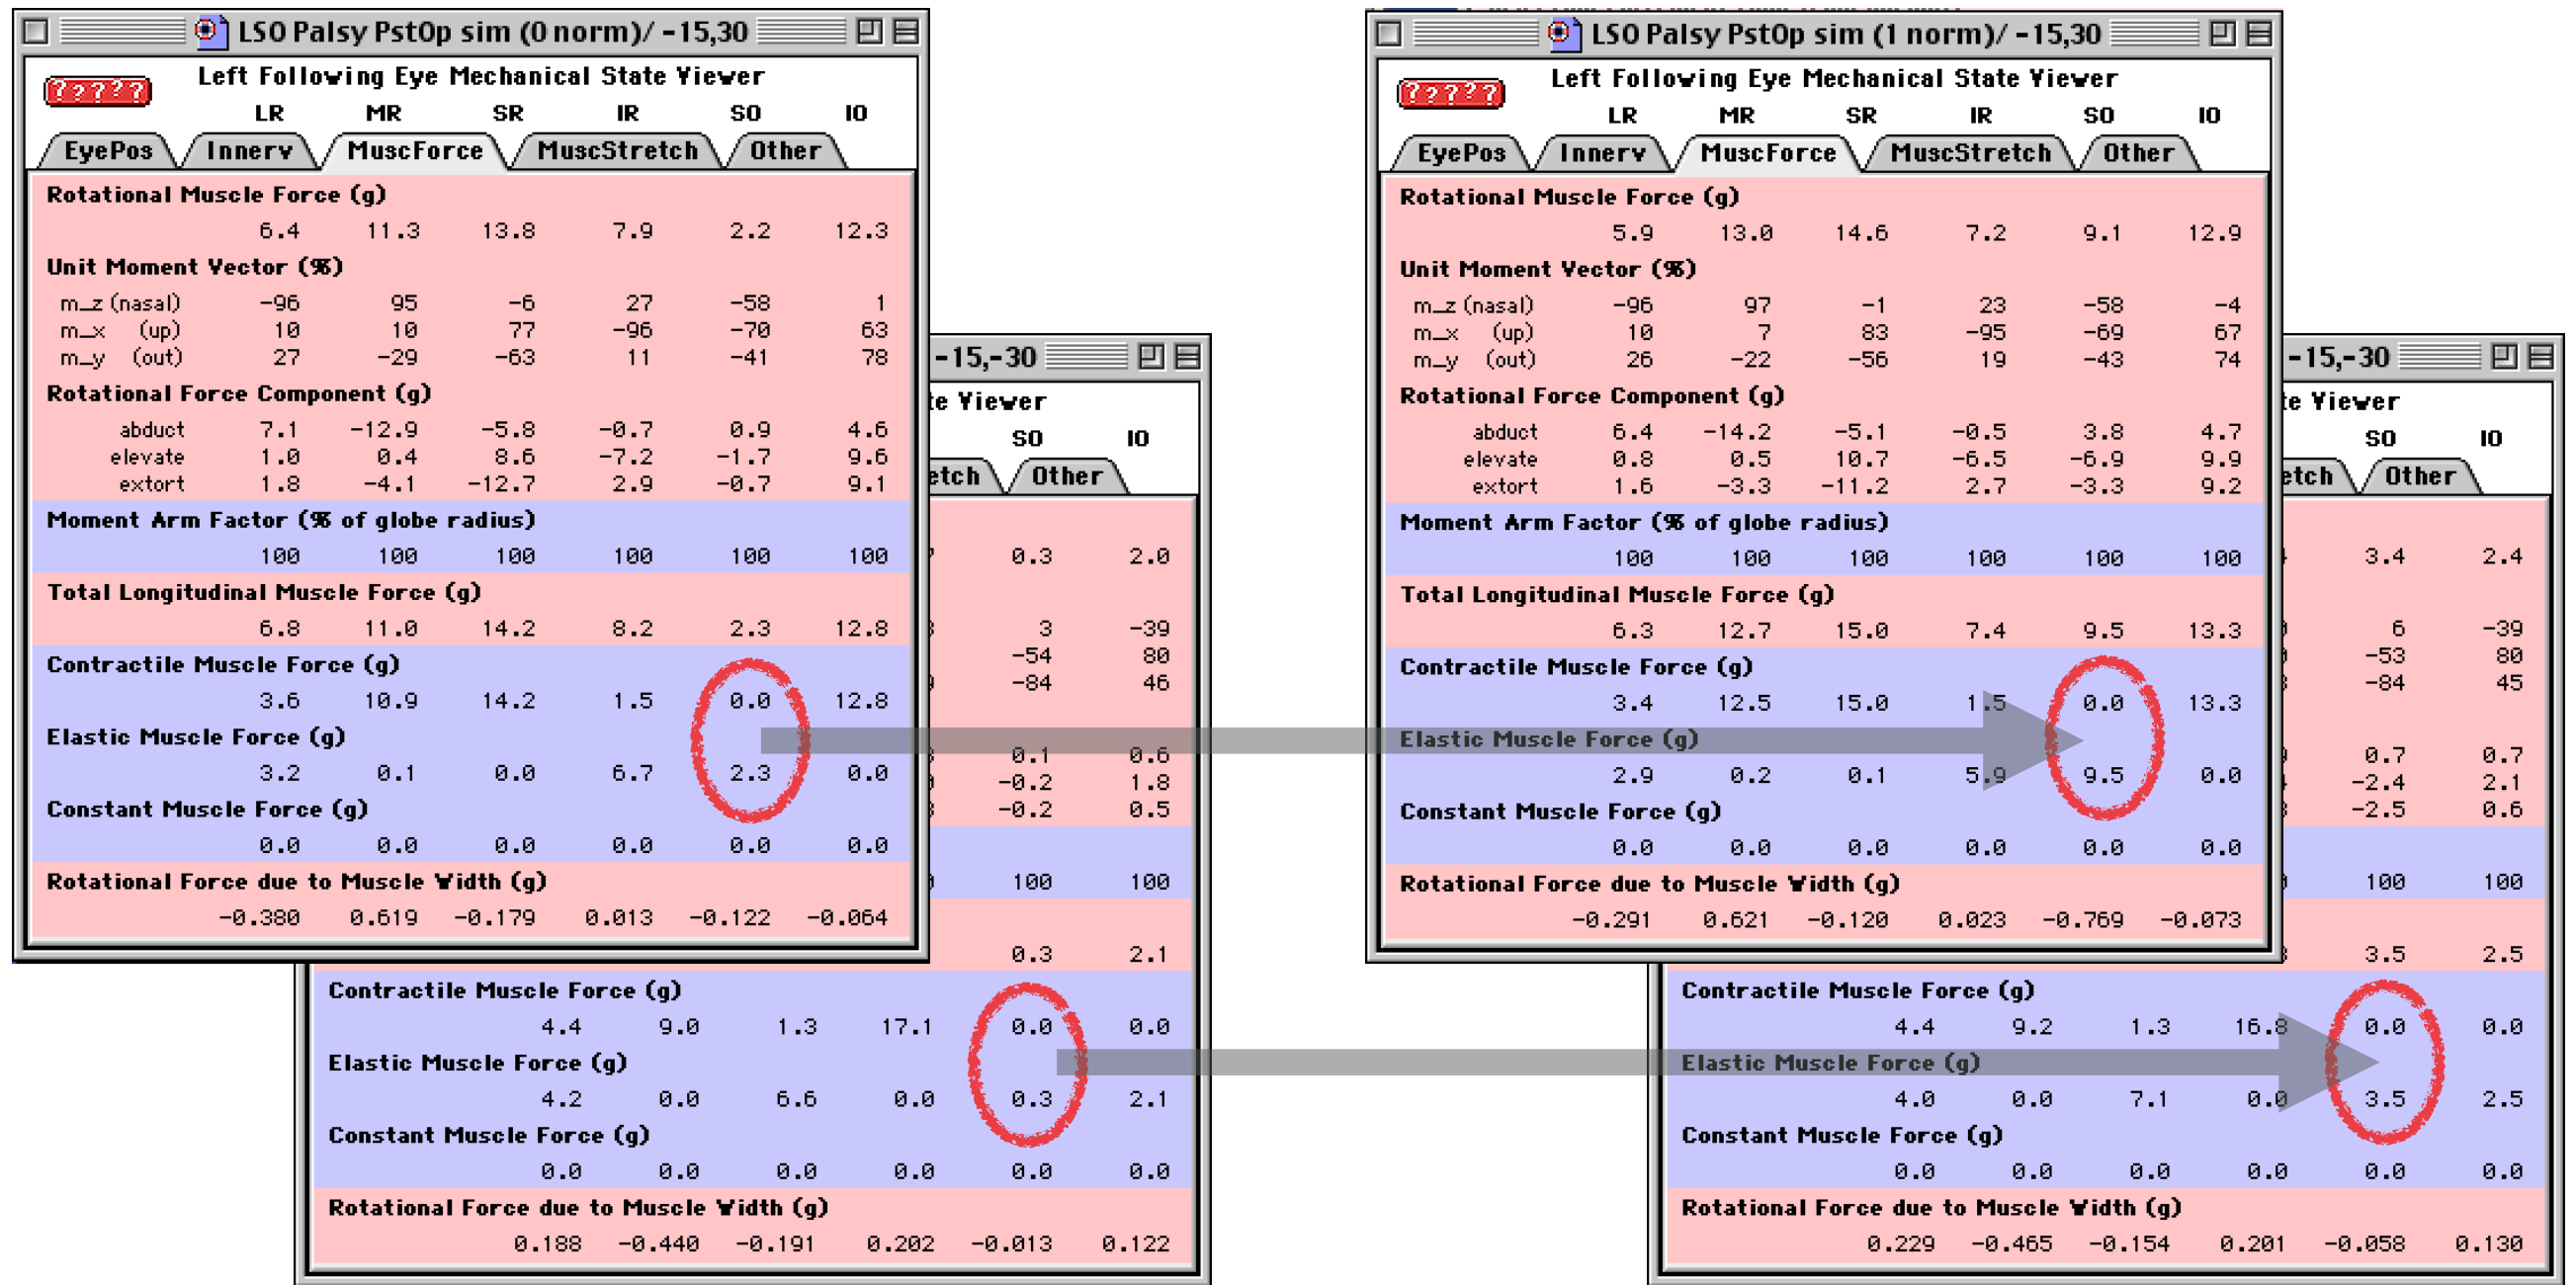 LSO Palsy PstOp sim (0 norm)/ -15,30
?????
Left Following Eye Mechanical State Viewer
LR MR SR IR SO IO
EyePos Innerv MuscForce MuscStretch Other
Rotational Muscle Force (g)
6.4 11.3 13.8 7.9 2.2 12.3
Unit Moment Vector (%)
m_z (nasal) -96 95 -6 27 -58 1
m_x (up) 10 10 77 -96 -70 63
m_y (out) 27 -29 -63 11 -41 78
Rotational Force Component (g)
abduct 7.1 -12.9 -5.8 -0.7 0.9 4.6
elevate 1.0 0.4 8.6 -7.2 -1.7 9.6
extort 1.8 -4.1 -12.7 2.9 -0.7 9.1
Moment Arm Factor (% of globe radius)
100 100 100 100 100 100
Total Longitudinal Muscle Force (g)
6.8 11.0 14.2 8.2 2.3 12.8
Contractile Muscle Force (g)
3.6 10.9 14.2 1.5 0.0 12.8
Elastic Muscle Force (g)
3.2 0.1 0.0 6.7 2.3 0.0
Constant Muscle Force (g)
0.0 0.0 0.0 0.0 0.0 0.0
Rotational Force due to Muscle Width (g)
-0.380 0.619 -0.179 0.013 -0.122 -0.064
-15,-30
te Viewer
SO IO
etch Other
0.3 2.0
3 -39
-54 80
-84 46
0.1 0.6
-0.2 1.8
-0.2 0.5
100 100
0.3 2.1
Contractile Muscle Force (g)
4.4 9.0 1.3 17.1 0.0 0.0
Elastic Muscle Force (g)
4.2 0.0 6.6 0.0 0.3 2.1
Constant Muscle Force (g)
0.0 0.0 0.0 0.0 0.0 0.0
Rotational Force due to Muscle Width (g)
0.188 -0.440 -0.191 0.202 -0.013 0.122
LSO Palsy PstOp sim (1 norm)/ -15,30
?????
Left Following Eye Mechanical State Viewer
LR MR SR IR SO IO
EyePos Innerv MuscForce MuscStretch Other
Rotational Muscle Force (g)
5.9 13.0 14.6 7.2 9.1 12.9
Unit Moment Vector (%)
m_z (nasal) -96 97 -1 23 -58 -4
m_x (up) 10 7 83 -95 -69 67
m_y (out) 26 -22 -56 19 -43 74
Rotational Force Component (g)
abduct 6.4 -14.2 -5.1 -0.5 3.8 4.7
elevate 0.8 0.5 10.7 -6.5 -6.9 9.9
extort 1.6 -3.3 -11.2 2.7 -3.3 9.2
Moment Arm Factor (% of globe radius)
100 100 100 100 100 100
Total Longitudinal Muscle Force (g)
6.3 12.7 15.0 7.4 9.5 13.3
Contractile Muscle Force (g)
3.4 12.5 15.0 1.5 0.0 13.3
Elastic Muscle Force (g)
2.9 0.2 0.1 5.9 9.5 0.0
Constant Muscle Force (g)
0.0 0.0 0.0 0.0 0.0 0.0
Rotational Force due to Muscle Width (g)
-0.291 0.621 -0.120 0.023 -0.769 -0.073
-15,-30
te Viewer
SO IO
etch Other
3.4 2.4
6 -39
-53 80
-84 45
0.7 0.7
-2.4 2.1
-2.5 0.6
100 100
3.5 2.5
Contractile Muscle Force (g)
4.4 9.2 1.3 16.8 0.0 0.0
Elastic Muscle Force (g)
4.0 0.0 7.1 0.0 3.5 2.5
Constant Muscle Force (g)
0.0 0.0 0.0 0.0 0.0 0.0
Rotational Force due to Muscle Width (g)
0.229 -0.465 -0.154 0.201 -0.058 0.130